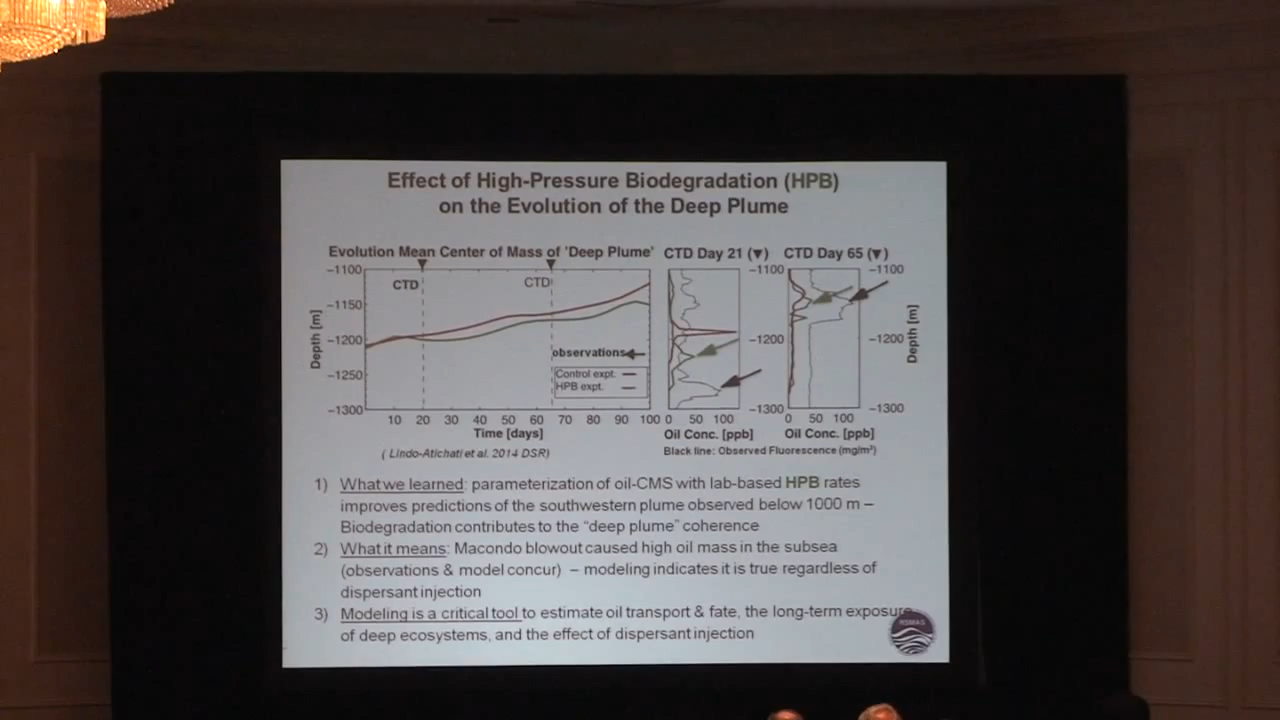 Effect of High-Pressure Biodegradation (HPB)
on the Evolution of the Deep Plume
Evolution Mean Center of Mass of 'Deep Plume'
CTD Day 21 (▼)
CTD Day 65 (▼)
Depth [m]
−1100
−1150
−1200
−1250
−1300
CTD
CTD
observations
Control expt.
HPB expt.
10 20 30 40 50 60 70 80 90 100
Time [days]
−1100
−1200
−1300
0 50 100
Oil Conc. [ppb]
−1100
−1200
−1300
Depth [m]
0 50 100
Oil Conc. [ppb]
( Lindo-Atichati et al. 2014 DSR)
Black line: Observed Fluorescence (mg/m³)
1) What we learned: parameterization of oil-CMS with lab-based HPB rates
improves predictions of the southwestern plume observed below 1000 m –
Biodegradation contributes to the “deep plume” coherence
2) What it means: Macondo blowout caused high oil mass in the subsea
(observations & model concur) – modeling indicates it is true regardless of
dispersant injection
3) Modeling is a critical tool to estimate oil transport & fate, the long-term exposure
of deep ecosystems, and the effect of dispersant injection
RSMAS